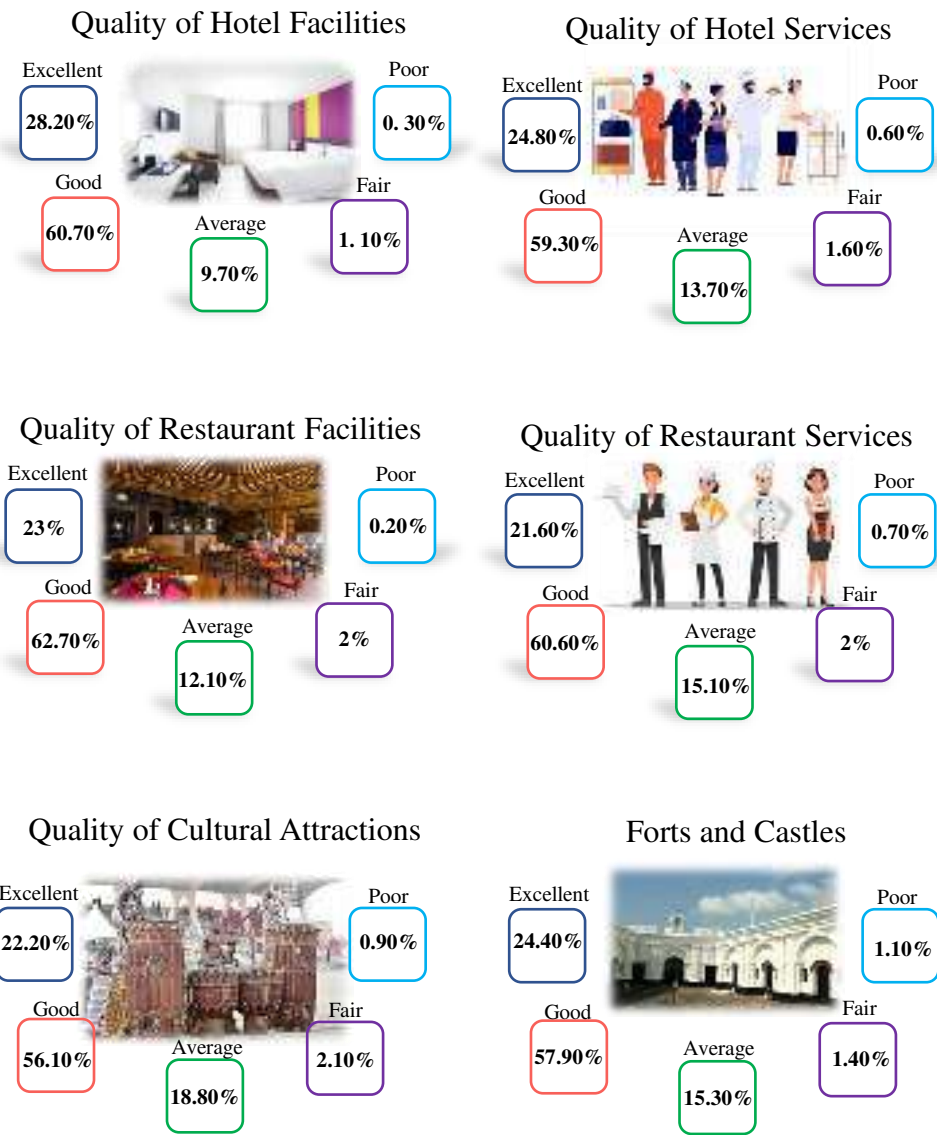 Quality of Hotel Facilities
Excellent
Poor
28.20%
0. 30%
Good
Fair
60.70%
Average
1. 10%
9.70%
Quality of Hotel Services
Excellent
Poor
24.80%
0.60%
Good
Fair
59.30%
Average
1.60%
13.70%
Quality of Restaurant Facilities
Excellent
Poor
23%
0.20%
Good
Fair
62.70%
Average
2%
12.10%
Quality of Restaurant Services
Excellent
Poor
21.60%
0.70%
Good
Fair
60.60%
Average
2%
15.10%
Quality of Cultural Attractions
Excellent
Poor
22.20%
0.90%
Good
Fair
56.10%
Average
2.10%
18.80%
Forts and Castles
Excellent
Poor
24.40%
1.10%
Good
Fair
57.90%
Average
1.40%
15.30%